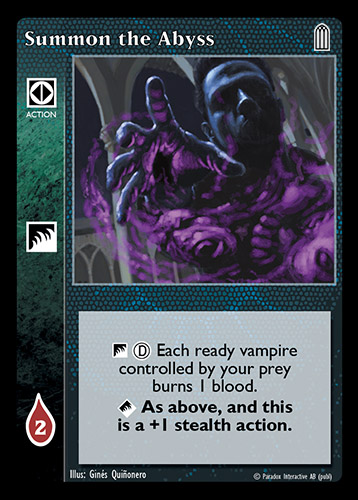 Summon the Abyss
ACTION
D Each ready vampire
controlled by your prey
burns 1 blood.
As above, and this
is a +1 stealth action.
2
Illus: Ginés Quiñonero
© Paradox Interactive AB (publ)